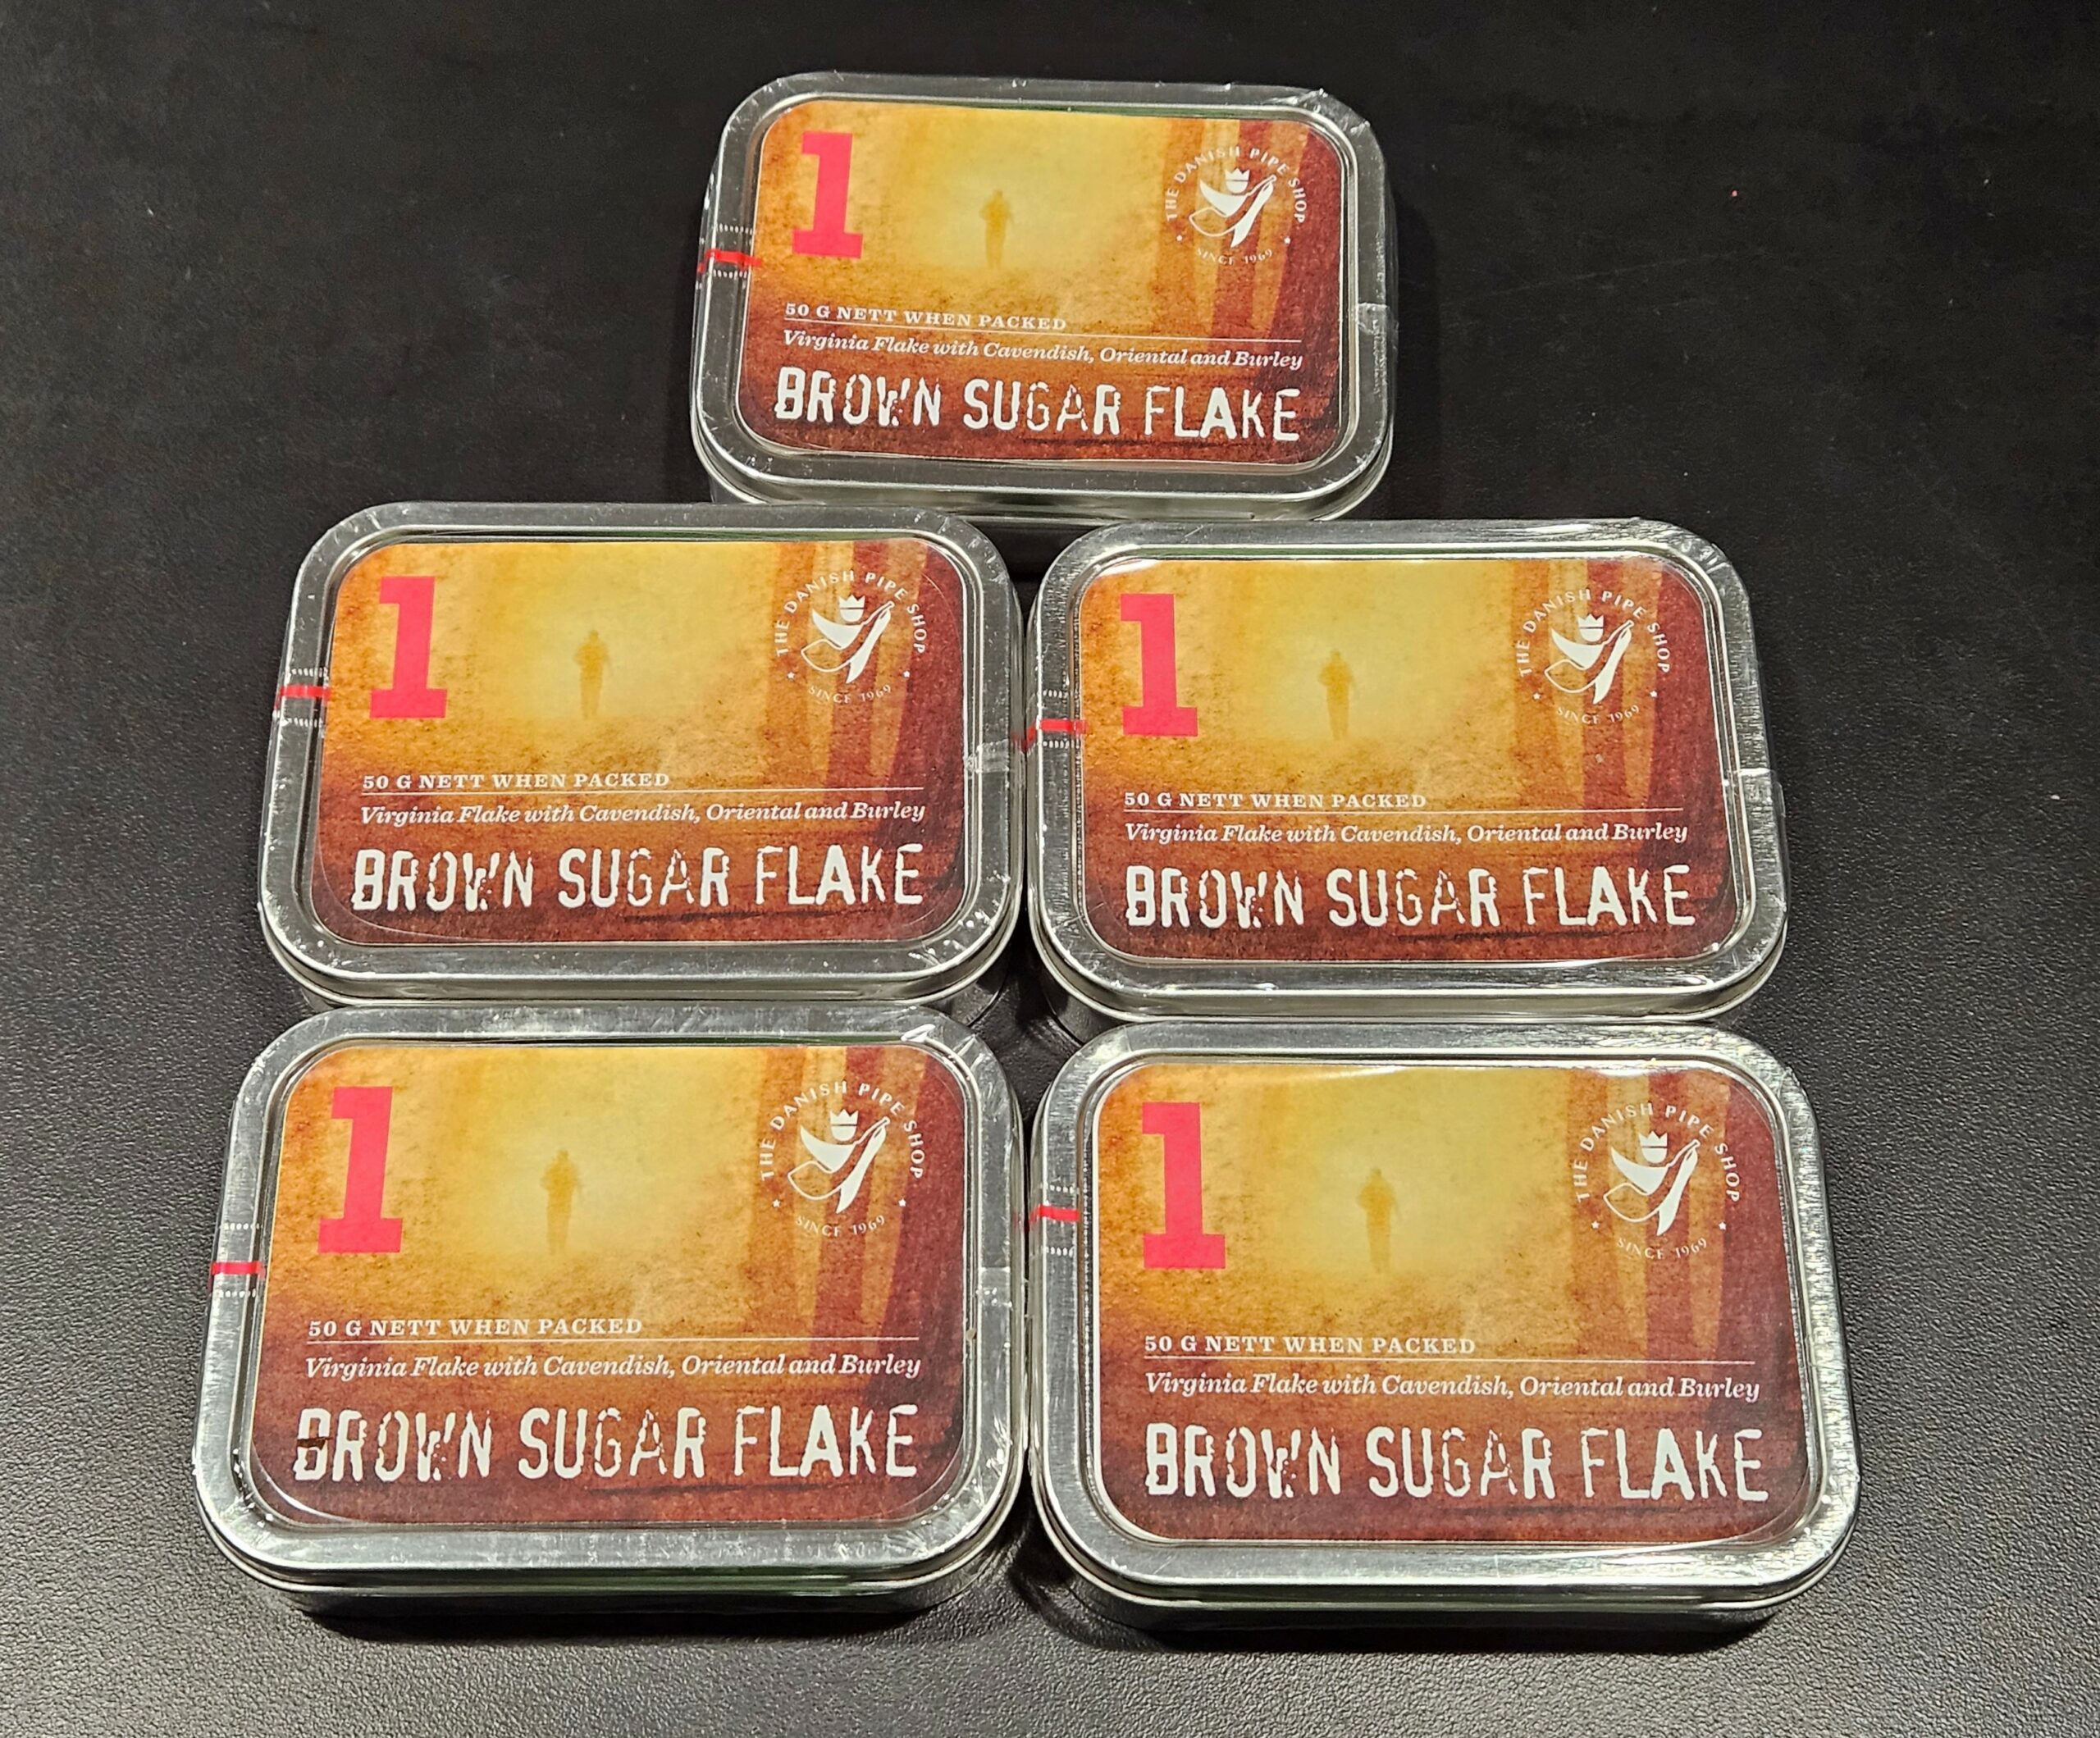 1
THE DANISH PIPE SHOP
SINCE 1969
50 G NETT WHEN PACKED
Virginia Flake with Cavendish, Oriental and Burley
BROWN SUGAR FLAKE
1
THE DANISH PIPE SHOP
SINCE 1969
50 G NETT WHEN PACKED
Virginia Flake with Cavendish, Oriental and Burley
BROWN SUGAR FLAKE
1
THE DANISH PIPE SHOP
SINCE 1969
50 G NETT WHEN PACKED
Virginia Flake with Cavendish, Oriental and Burley
BROWN SUGAR FLAKE
1
THE DANISH PIPE SHOP
SINCE 1969
50 G NETT WHEN PACKED
Virginia Flake with Cavendish, Oriental and Burley
BROWN SUGAR FLAKE
1
THE DANISH PIPE SHOP
SINCE 1969
50 G NETT WHEN PACKED
Virginia Flake with Cavendish, Oriental and Burley
BROWN SUGAR FLAKE